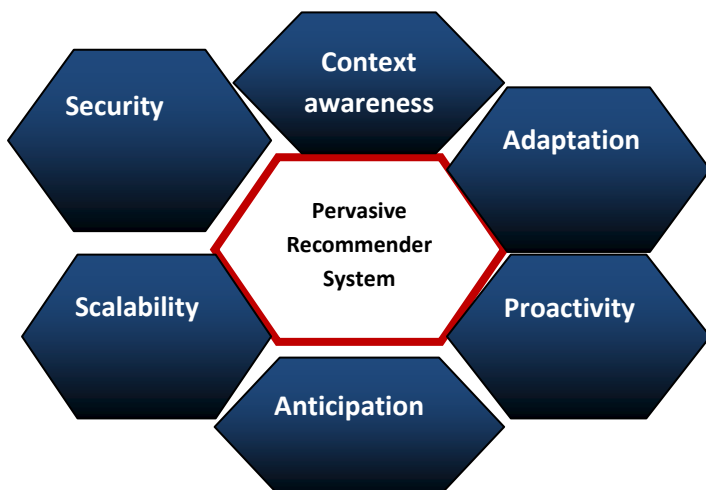 Context
awareness
Security
Adaptation
Pervasive
Recommender
System
Scalability
Proactivity
Anticipation